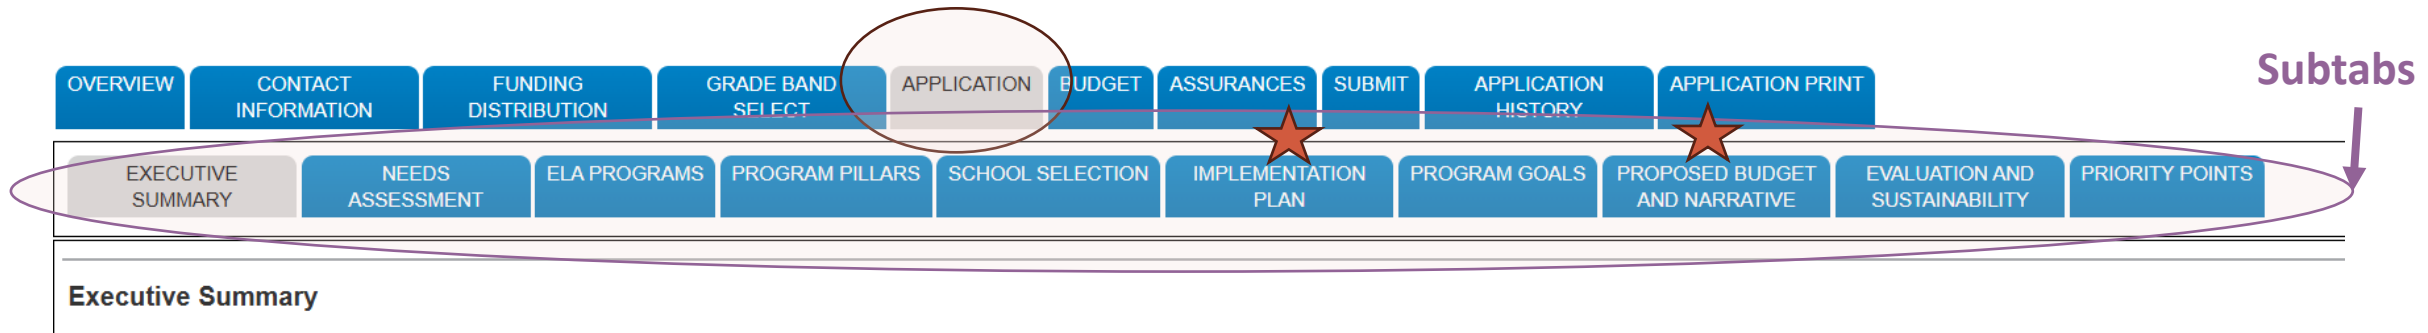 Subtabs
OVERVIEW
CONTACT
INFORMATION
FUNDING
DISTRIBUTION
GRADE BAND
SELECT
APPLICATION
BUDGET
ASSURANCES
SUBMIT
APPLICATION
HISTORY
APPLICATION PRINT
EXECUTIVE
SUMMARY
NEEDS
ASSESSMENT
ELA PROGRAMS
PROGRAM PILLARS
SCHOOL SELECTION
IMPLEMENTATION
PLAN
PROGRAM GOALS
PROPOSED BUDGET
AND NARRATIVE
EVALUATION AND
SUSTAINABILITY
PRIORITY POINTS
Executive Summary